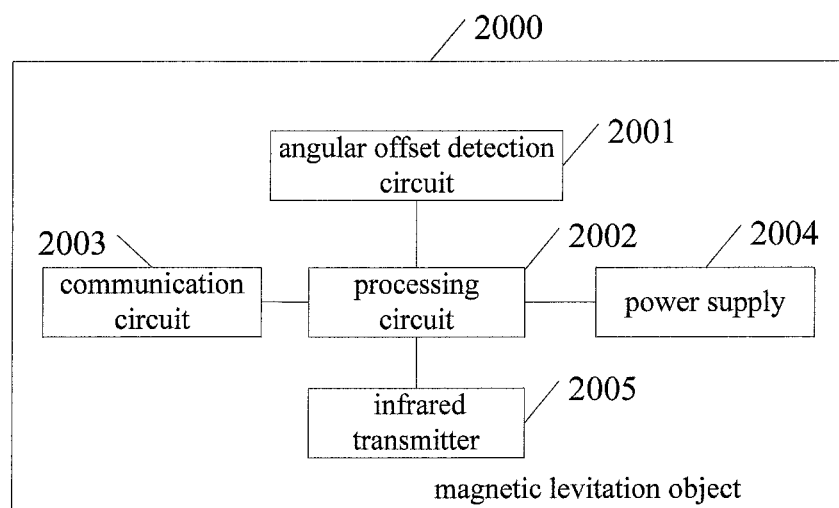 2000
angular offset detection
circuit
2001
2003
2002
2004
communication
circuit
processing
circuit
power supply
infrared
transmitter
2005
magnetic levitation object